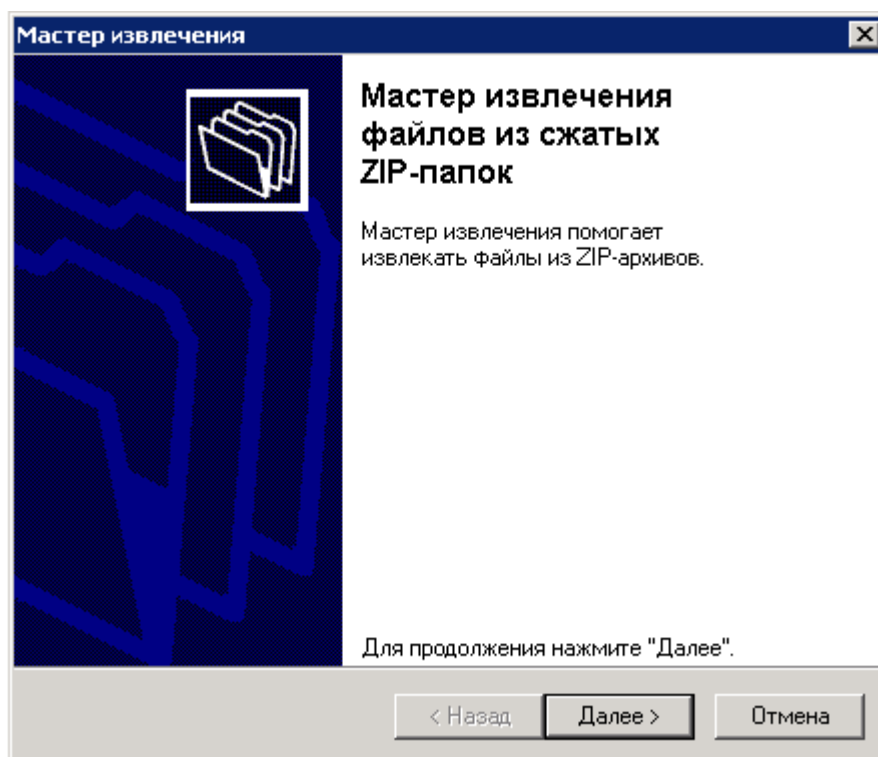 Мастер извлечения
Мастер извлечения
файлов из сжатых
ZIP-папок
Мастер извлечения помогает
извлекать файлы из ZIP-архивов.
Для продолжения нажмите "Далее".
< Назад
Далее >
Отмена